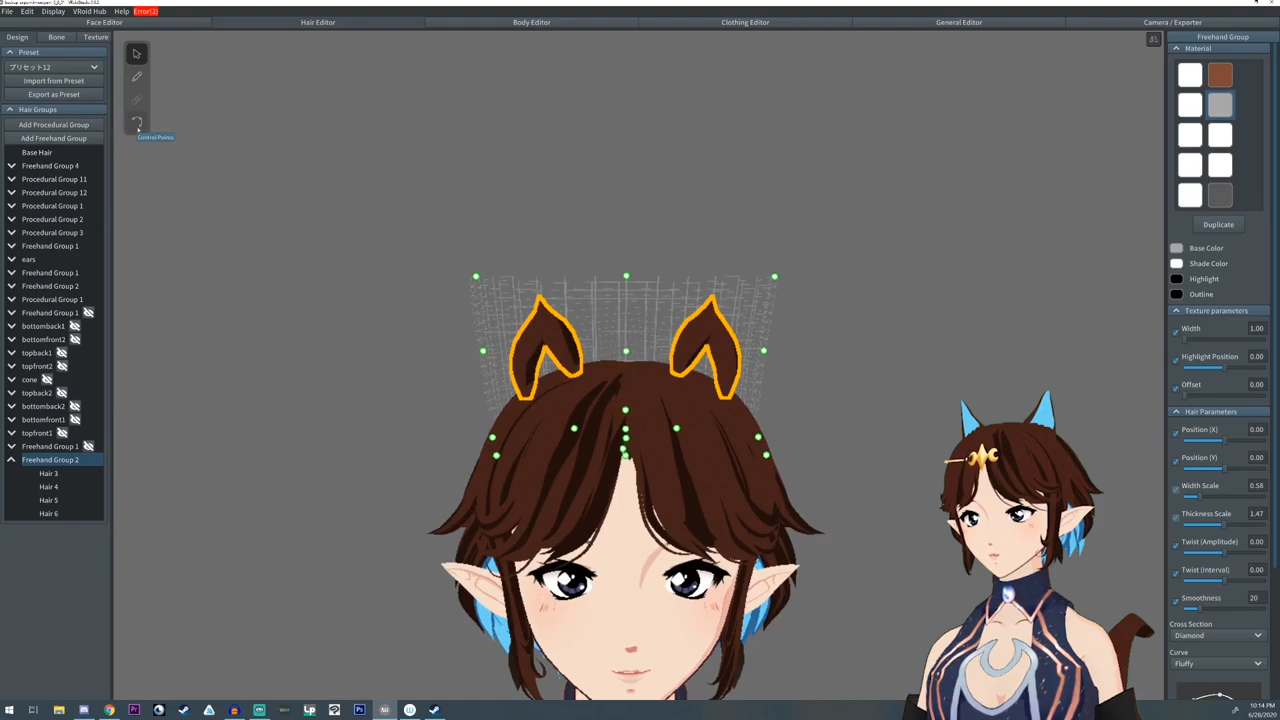 File Edit Display VRoid Hub Help Error(2)
Face Editor Hair Editor Body Editor Clothing Editor General Editor Camera / Exporter
Design Bone Texture
Preset
プリセット12
Import from Preset
Export as Preset
Hair Groups
Add Procedural Group
Add Freehand Group
Base Hair
Freehand Group 4
Procedural Group 11
Procedural Group 12
Procedural Group 1
Procedural Group 2
Procedural Group 3
Freehand Group 1
ears
Freehand Group 1
Freehand Group 2
Procedural Group 1
Freehand Group 1
bottomback1
bottomfront2
topback1
topfront2
cone
topback2
bottomback2
bottomfront1
topfront1
Freehand Group 1
Freehand Group 2
Hair 3
Hair 4
Hair 5
Hair 6
Control Points
Freehand Group
Material
Duplicate
Base Color
Shade Color
Highlight
Outline
Texture parameters
Width 1.00
Highlight Position 0.00
Offset 0.00
Hair Parameters
Position (X) 0.00
Position (Y) 0.00
Width Scale 0.58
Thickness Scale 1.47
Twist (Amplitude) 0.00
Twist (Interval) 0.00
Smoothness 20
Cross Section
Diamond
Curve
Fluffy
10:14 PM
6/28/2020